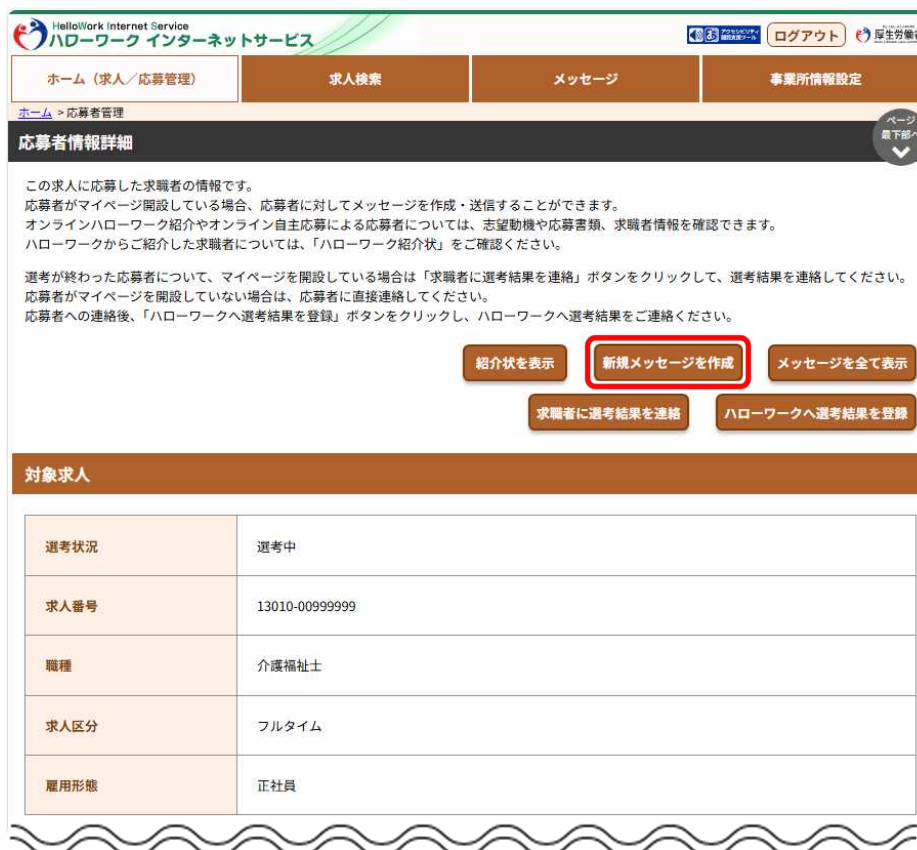 HelloWork Internet Service
ハローワーク インターネットサービス
ログアウト
厚生労働省
ホーム（求人／応募管理）
求人検索
メッセージ
事業所情報設定
ホーム > 応募者管理
ページ
最下部へ
応募者情報詳細
この求人に応募した求職者の情報です。
応募者がマイページ開設している場合、応募者に対してメッセージを作成・送信することができます。
オンラインハローワーク紹介やオンライン自主応募による応募者については、志望動機や応募書類、求職者情報を確認できます。
ハローワークからご紹介した求職者については、「ハローワーク紹介状」をご確認ください。
選考が終わった応募者について、マイページを開設している場合は「求職者に選考結果を連絡」ボタンをクリックして、選考結果を連絡してください。
応募者がマイページを開設していない場合は、応募者に直接連絡してください。
応募者への連絡後、「ハローワークへ選考結果を登録」ボタンをクリックし、ハローワークへ選考結果をご連絡ください。
紹介状を表示
新規メッセージを作成
メッセージを全て表示
求職者に選考結果を連絡
ハローワークへ選考結果を登録
対象求人
選考状況
選考中
求人番号
13010-00999999
職種
介護福祉士
求人区分
フルタイム
雇用形態
正社員